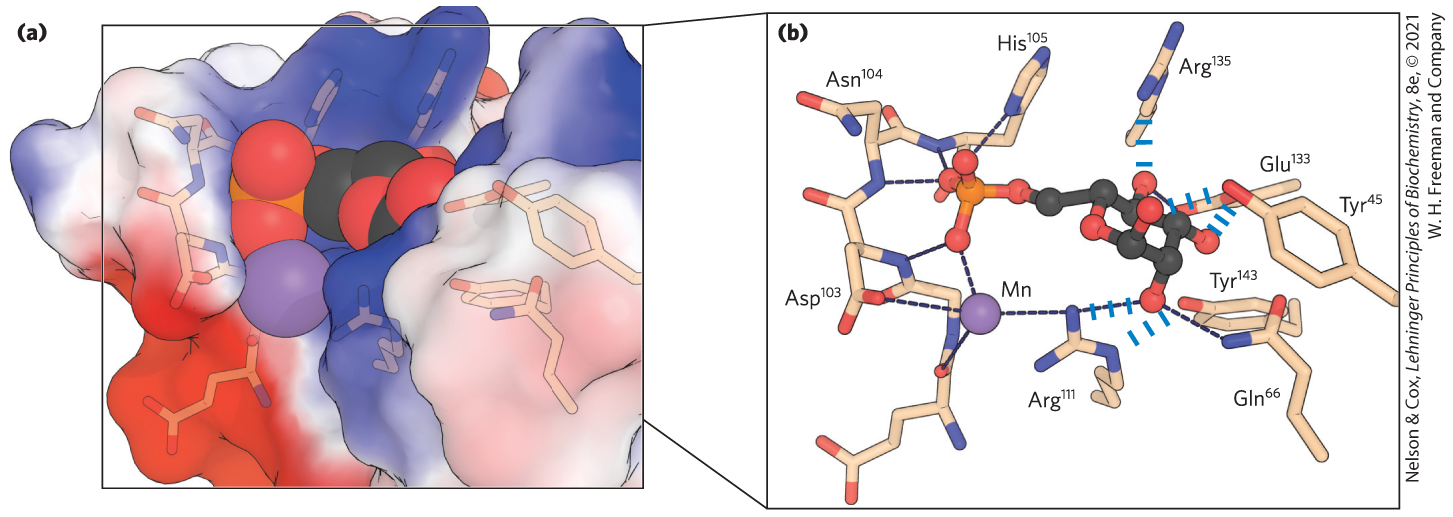 (a)
(b)
His105
Arg135
Asn104
Glu133
Tyr45
Asp103
Mn
Tyr143
Arg111
Gln66
Nelson & Cox, Lehninger Principles of Biochemistry, 8e, © 2021
W. H. Freeman and Company